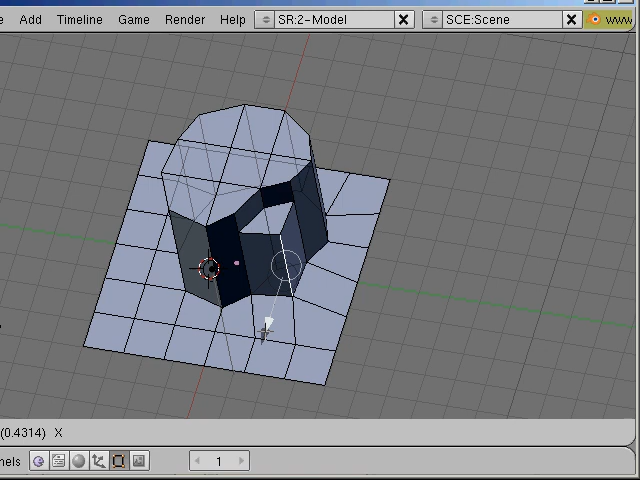 e Add Timeline Game Render Help SR:2-Model SCE:Scene www
(0.4314) X
nels 1